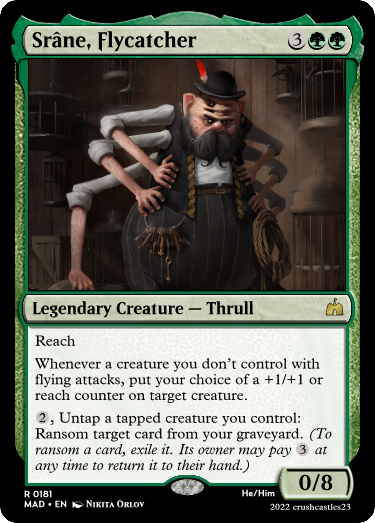 Srâne, Flycatcher 3
Legendary Creature — Thrull
Reach
Whenever a creature you don't control with
flying attacks, put your choice of a +1/+1 or
reach counter on target creature.
2, Untap a tapped creature you control:
Ransom target card from your graveyard. (To
ransom a card, exile it. Its owner may pay 3 at
any time to return it to their hand.)
R 0181
MAD • EN Nikita Orlov
He/Him
0/8
2022 crushcastles23